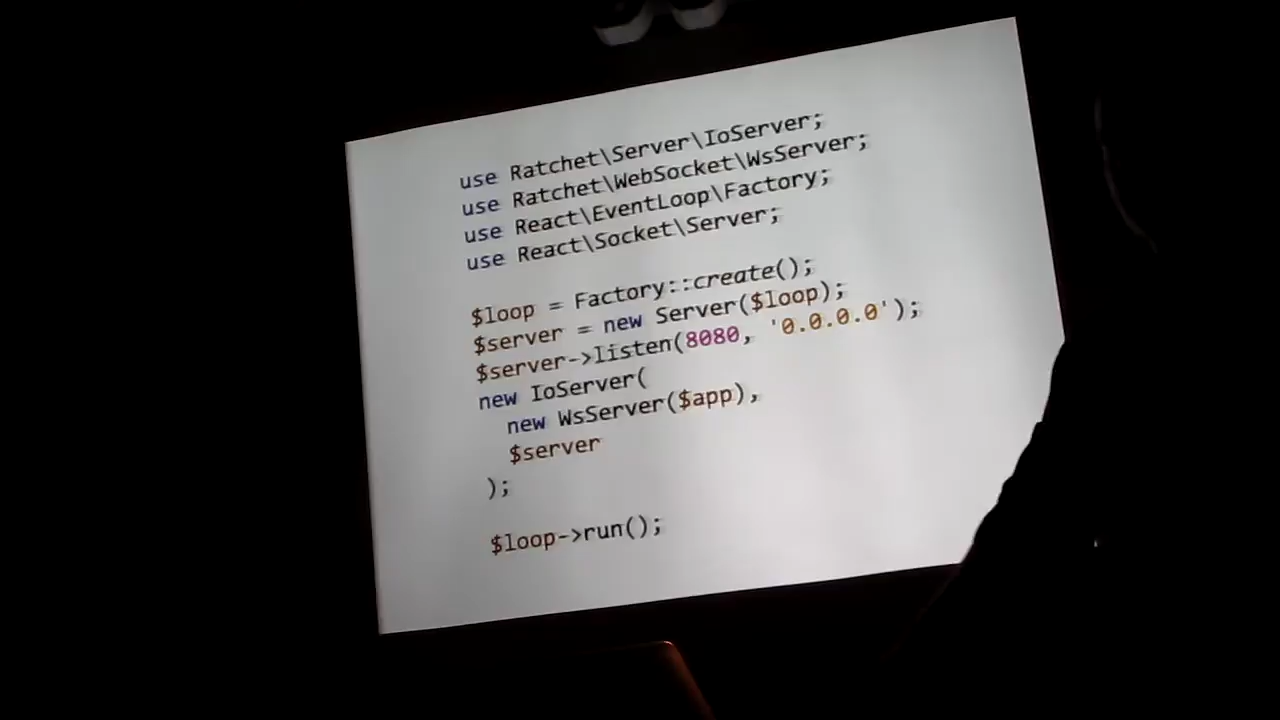 use Ratchet\Server\IoServer;
use Ratchet\WebSocket\WsServer;
use React\EventLoop\Factory;
use React\Socket\Server;
$loop = Factory::create();
$server = new Server($loop);
$server->listen(8080, '0.0.0.0');
new IoServer(
  new WsServer($app),
  $server
);
$loop->run();